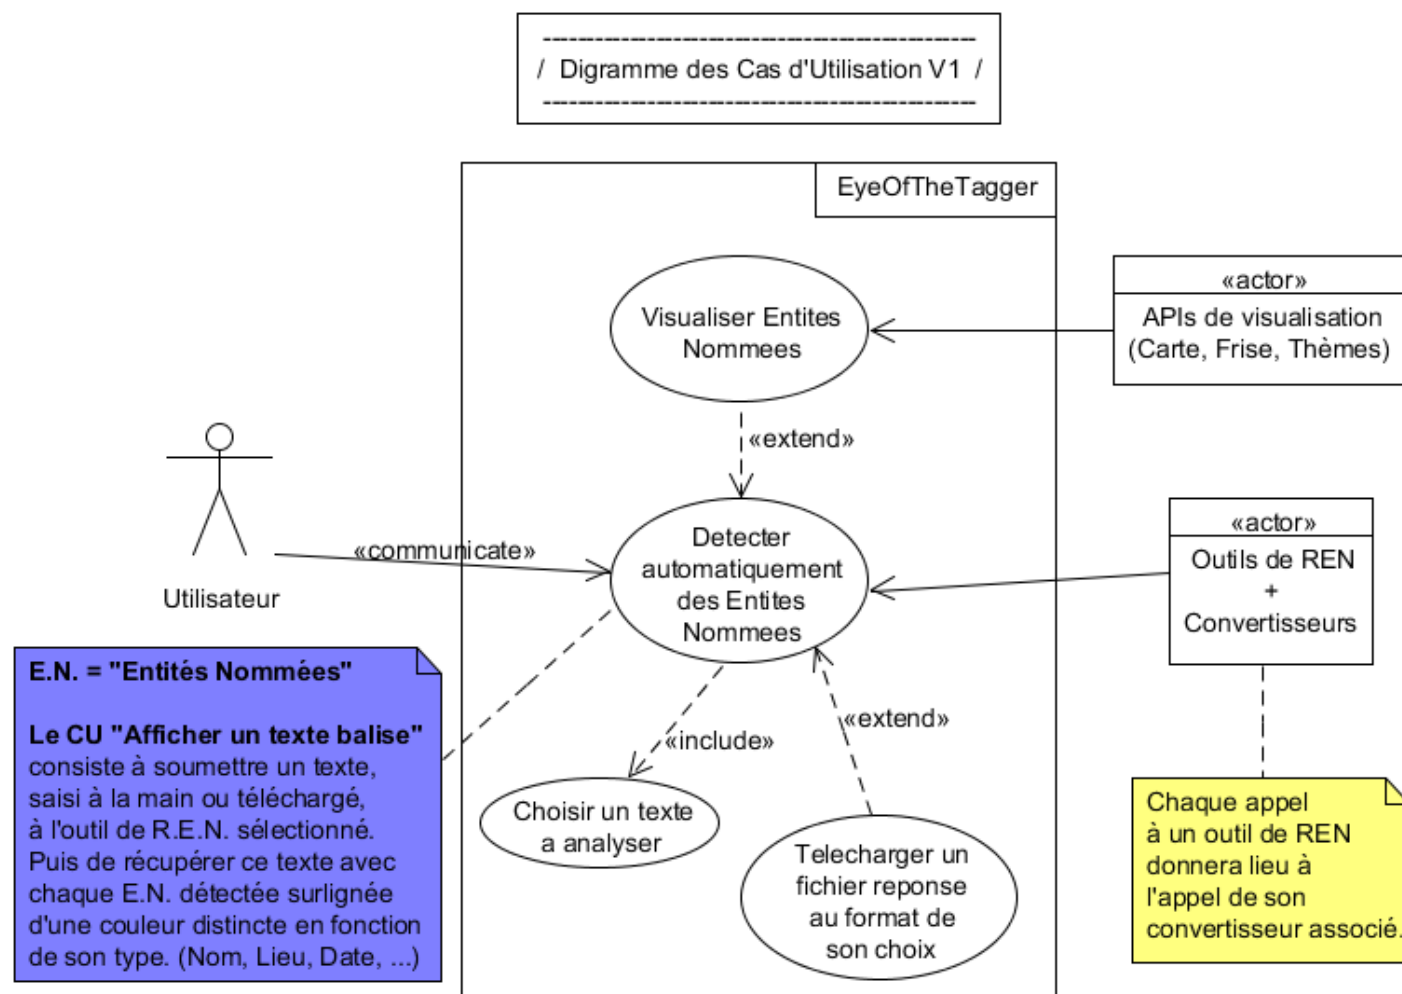 ----------------------------------------------------
/ Digramme des Cas d'Utilisation V1 /
----------------------------------------------------
EyeOfTheTagger
Visualiser Entites
Nommees
«actor»
APIs de visualisation
(Carte, Frise, Thèmes)
«extend»
Utilisateur
«communicate»
Detecter
automatiquement
des Entites
Nommees
«actor»
Outils de REN
+
Convertisseurs
E.N. = "Entités Nommées"
Le CU "Afficher un texte balise"
consiste à soumettre un texte,
saisi à la main ou téléchargé,
à l'outil de R.E.N. sélectionné.
Puis de récupérer ce texte avec
chaque E.N. détectée surlignée
d'une couleur distincte en fonction
de son type. (Nom, Lieu, Date, ...)
«include»
«extend»
Choisir un texte
a analyser
Telecharger un
fichier reponse
au format de
son choix
Chaque appel
à un outil de REN
donnera lieu à
l'appel de son
convertisseur associé.